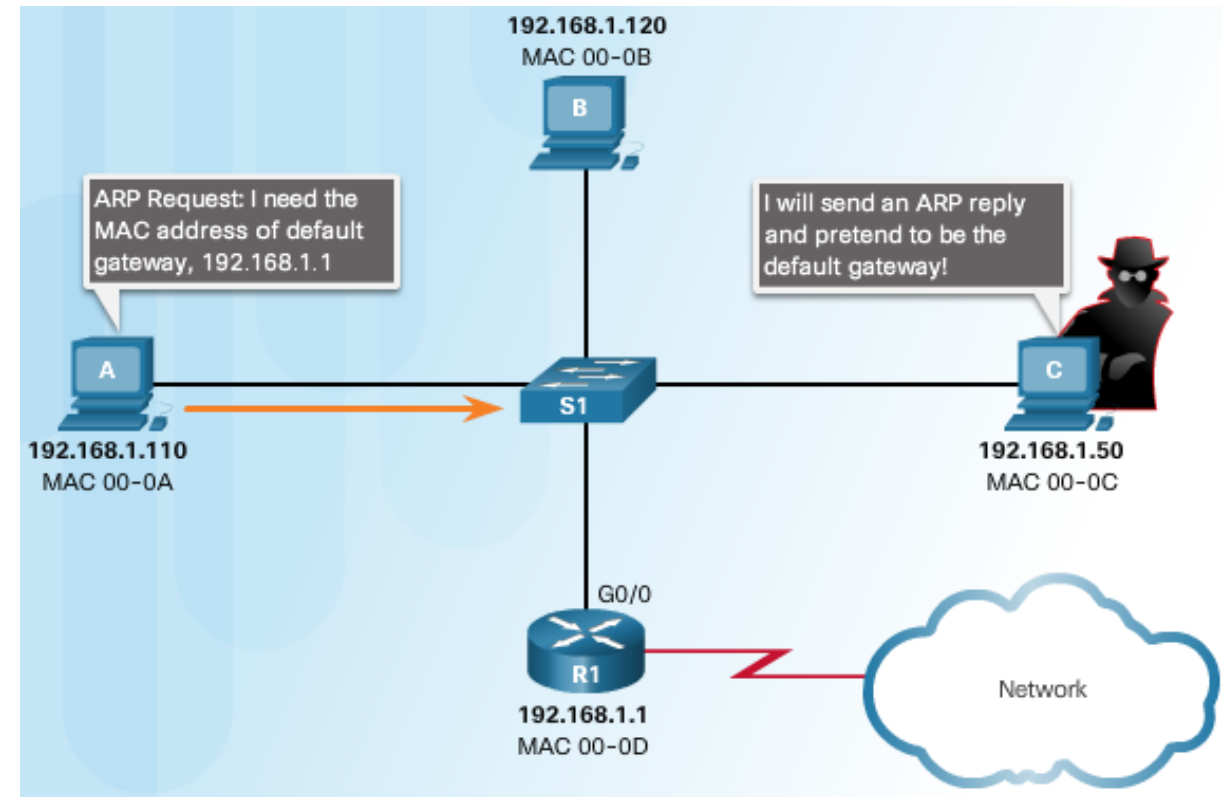 192.168.1.120
MAC 00-0B
B
ARP Request: I need the
MAC address of default
gateway, 192.168.1.1
I will send an ARP reply
and pretend to be the
default gateway!
A
192.168.1.110
MAC 00-0A
S1
C
192.168.1.50
MAC 00-0C
G0/0
R1
192.168.1.1
MAC 00-0D
Network